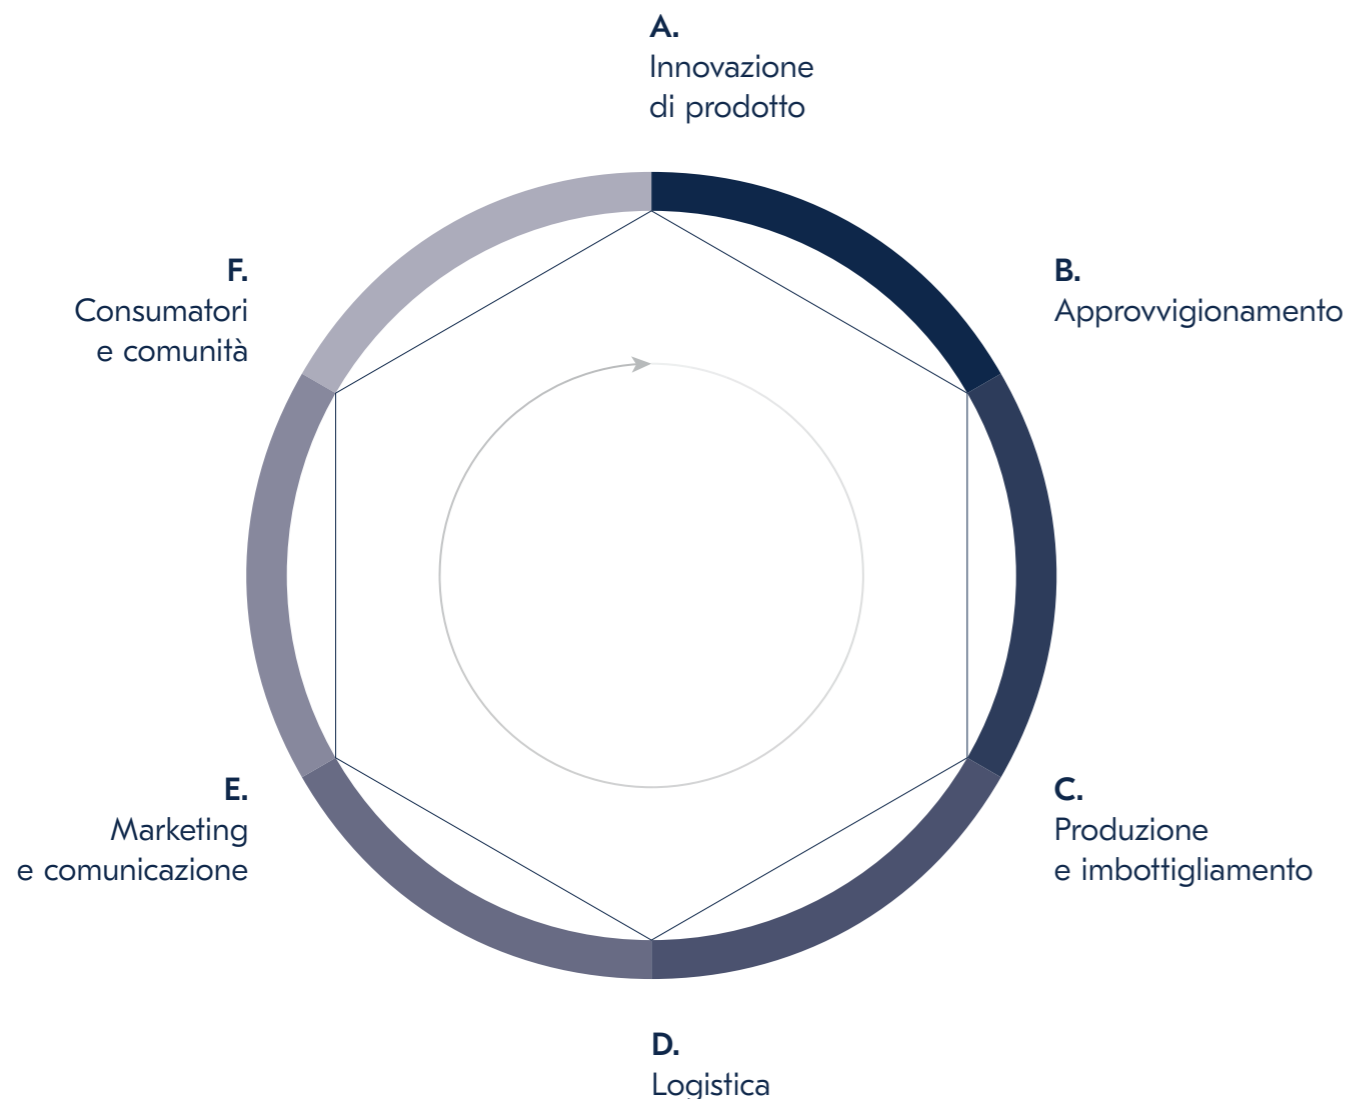 A.
Innovazione
di prodotto
B.
Approvvigionamento
C.
Produzione
e imbottigliamento
D.
Logistica
E.
Marketing
e comunicazione
F.
Consumatori
e comunità